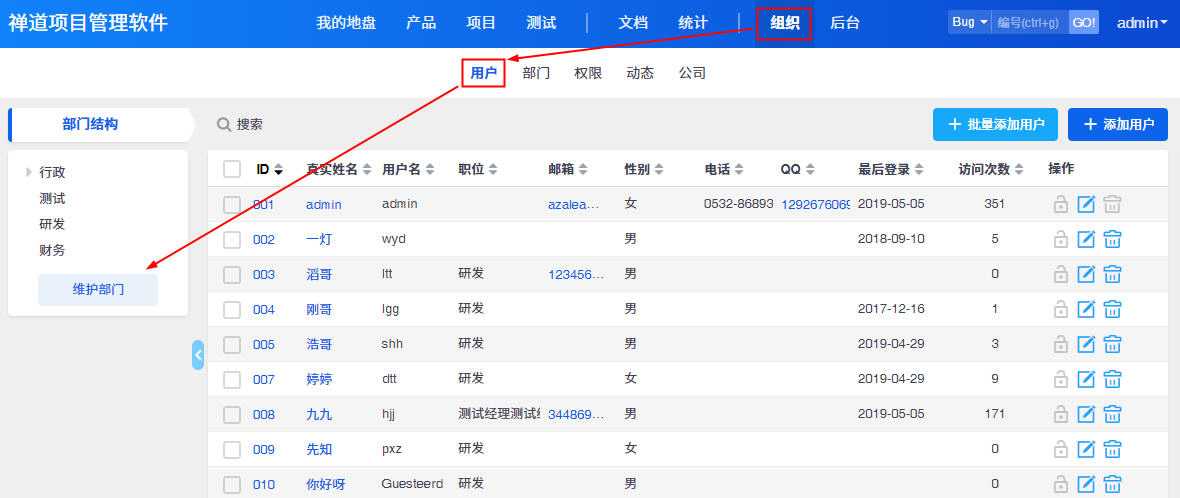 禅道项目管理软件 我的地盘 产品 项目 测试 文档 统计 组织 后台 Bug 编号(ctrl+g) GO! admin
用户 部门 权限 动态 公司
部门结构 搜索 批量添加用户 添加用户
行政
测试
研发
财务
维护部门
ID 真实姓名 用户名 职位 邮箱 性别 电话 QQ 最后登录 访问次数 操作
001 admin admin azalea... 女 0532-86893 1292676069 2019-05-05 351
002 一灯 wyd 男 2018-09-10 5
003 滔哥 ltt 研发 123456... 男 0
004 刚哥 lgg 研发 男 2017-12-16 1
005 浩哥 shh 研发 男 2019-04-29 3
007 婷婷 dtt 研发 女 2019-04-29 9
008 九九 hjj 测试经理测试 344869... 男 2019-05-05 171
009 先知 pxz 研发 女 0
010 你好呀 Guesteerd 研发 男 0